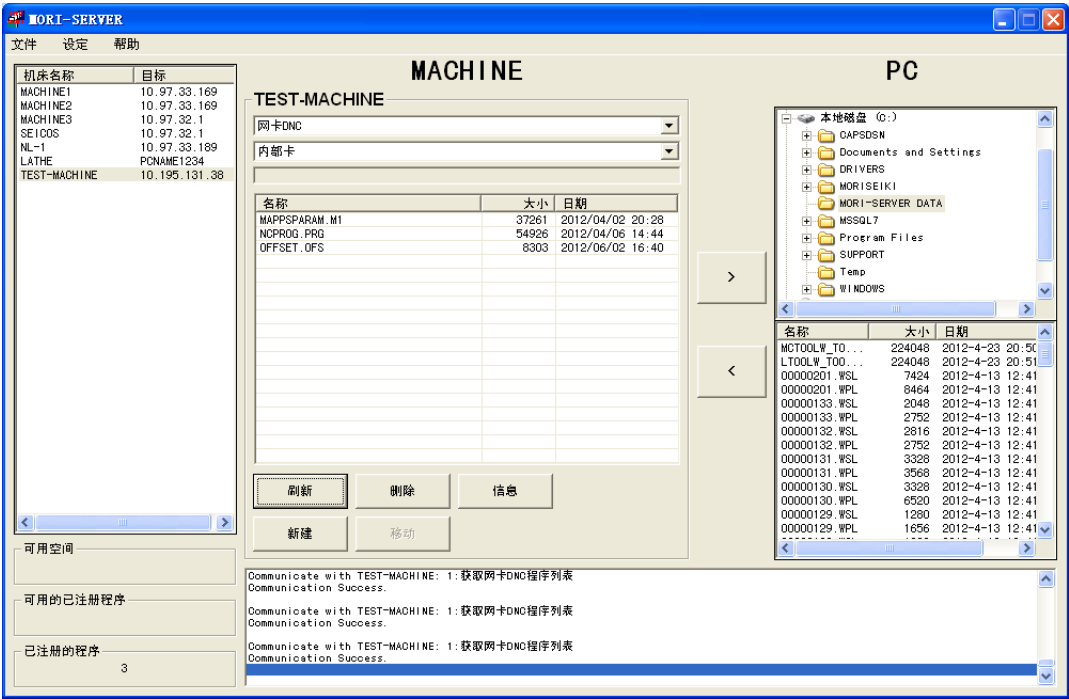 MORI-SERVER
文件 设定 帮助
机床名称 目标
MACHINE1 10.97.33.169
MACHINE2 10.97.33.169
MACHINE3 10.97.32.1
SEICOS 10.97.32.1
NL-1 10.97.33.189
LATHE PCNAME1234
TEST-MACHINE 10.195.131.38
可用空间
可用的已注册程序
已注册的程序
3
MACHINE
TEST-MACHINE
网卡DNC
内部卡
名称 大小 日期
MAPPSPARAM.M1 37261 2012/04/02 20:28
NCPROG.PRG 54926 2012/04/06 14:44
OFFSET.OFS 8303 2012/06/02 16:40
刷新 删除 信息
新建 移动
>
<
PC
本地磁盘 (C:)
CAPSDSN
Documents and Settings
DRIVERS
MORISEIKI
MORI-SERVER DATA
MSSQL7
Program Files
SUPPORT
Temp
WINDOWS
名称 大小 日期
MCTOOLW_TO... 224048 2012-4-23 20:50
LTOOLW_TOO... 224048 2012-4-23 20:51
00000201.WSL 7424 2012-4-13 12:41
00000201.WPL 8464 2012-4-13 12:41
00000133.WSL 2048 2012-4-13 12:41
00000133.WPL 2752 2012-4-13 12:41
00000132.WSL 2816 2012-4-13 12:41
00000132.WPL 2752 2012-4-13 12:41
00000131.WSL 3328 2012-4-13 12:41
00000131.WPL 3568 2012-4-13 12:41
00000130.WSL 3328 2012-4-13 12:41
00000130.WPL 6520 2012-4-13 12:41
00000129.WSL 1280 2012-4-13 12:41
00000129.WPL 1656 2012-4-13 12:41
Communicate with TEST-MACHINE: 1:获取网卡DNC程序列表
Communication Success.
Communicate with TEST-MACHINE: 1:获取网卡DNC程序列表
Communication Success.
Communicate with TEST-MACHINE: 1:获取网卡DNC程序列表
Communication Success.